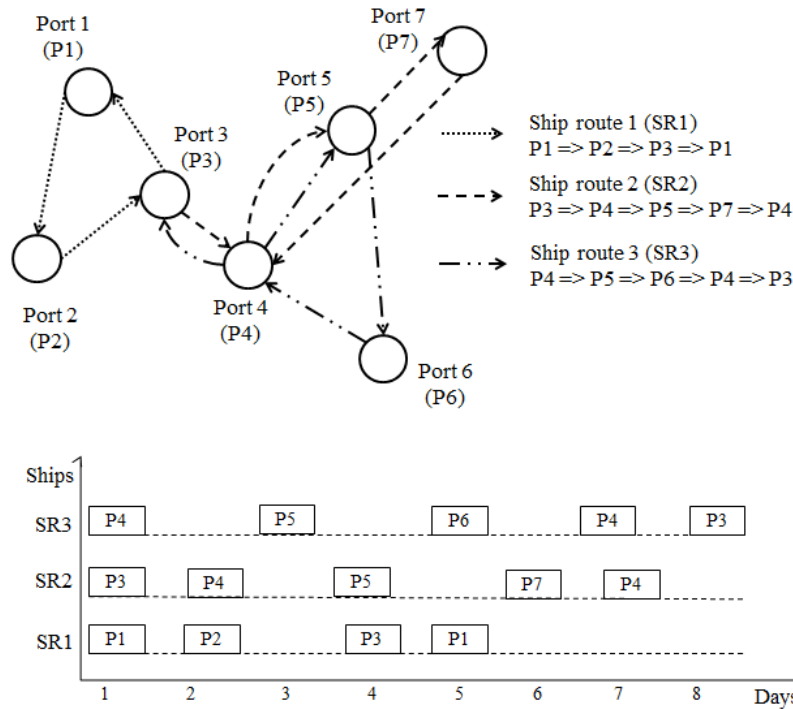 Port 1
(P1)
Port 7
(P7)
Port 5
(P5)
Port 3
(P3)
Port 2
(P2)
Port 4
(P4)
Port 6
(P6)
Ship route 1 (SR1)
P1 => P2 => P3 => P1
Ship route 2 (SR2)
P3 => P4 => P5 => P7 => P4
Ship route 3 (SR3)
P4 => P5 => P6 => P4 => P3
Ships
SR3 P4 P5 P6 P4 P3
SR2 P3 P4 P5 P7 P4
SR1 P1 P2 P3 P1
1 2 3 4 5 6 7 8 Days